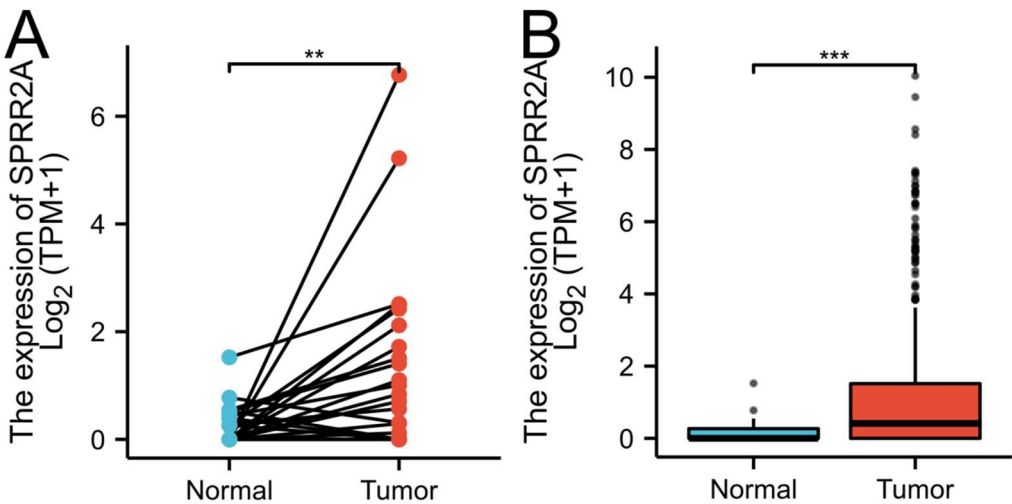 A
The expression of SPRR2A
Log₂ (TPM+1)
6
4
2
0
**
Normal
Tumor
B
The expression of SPRR2A
Log₂ (TPM+1)
10
8
6
4
2
0
***
Normal
Tumor